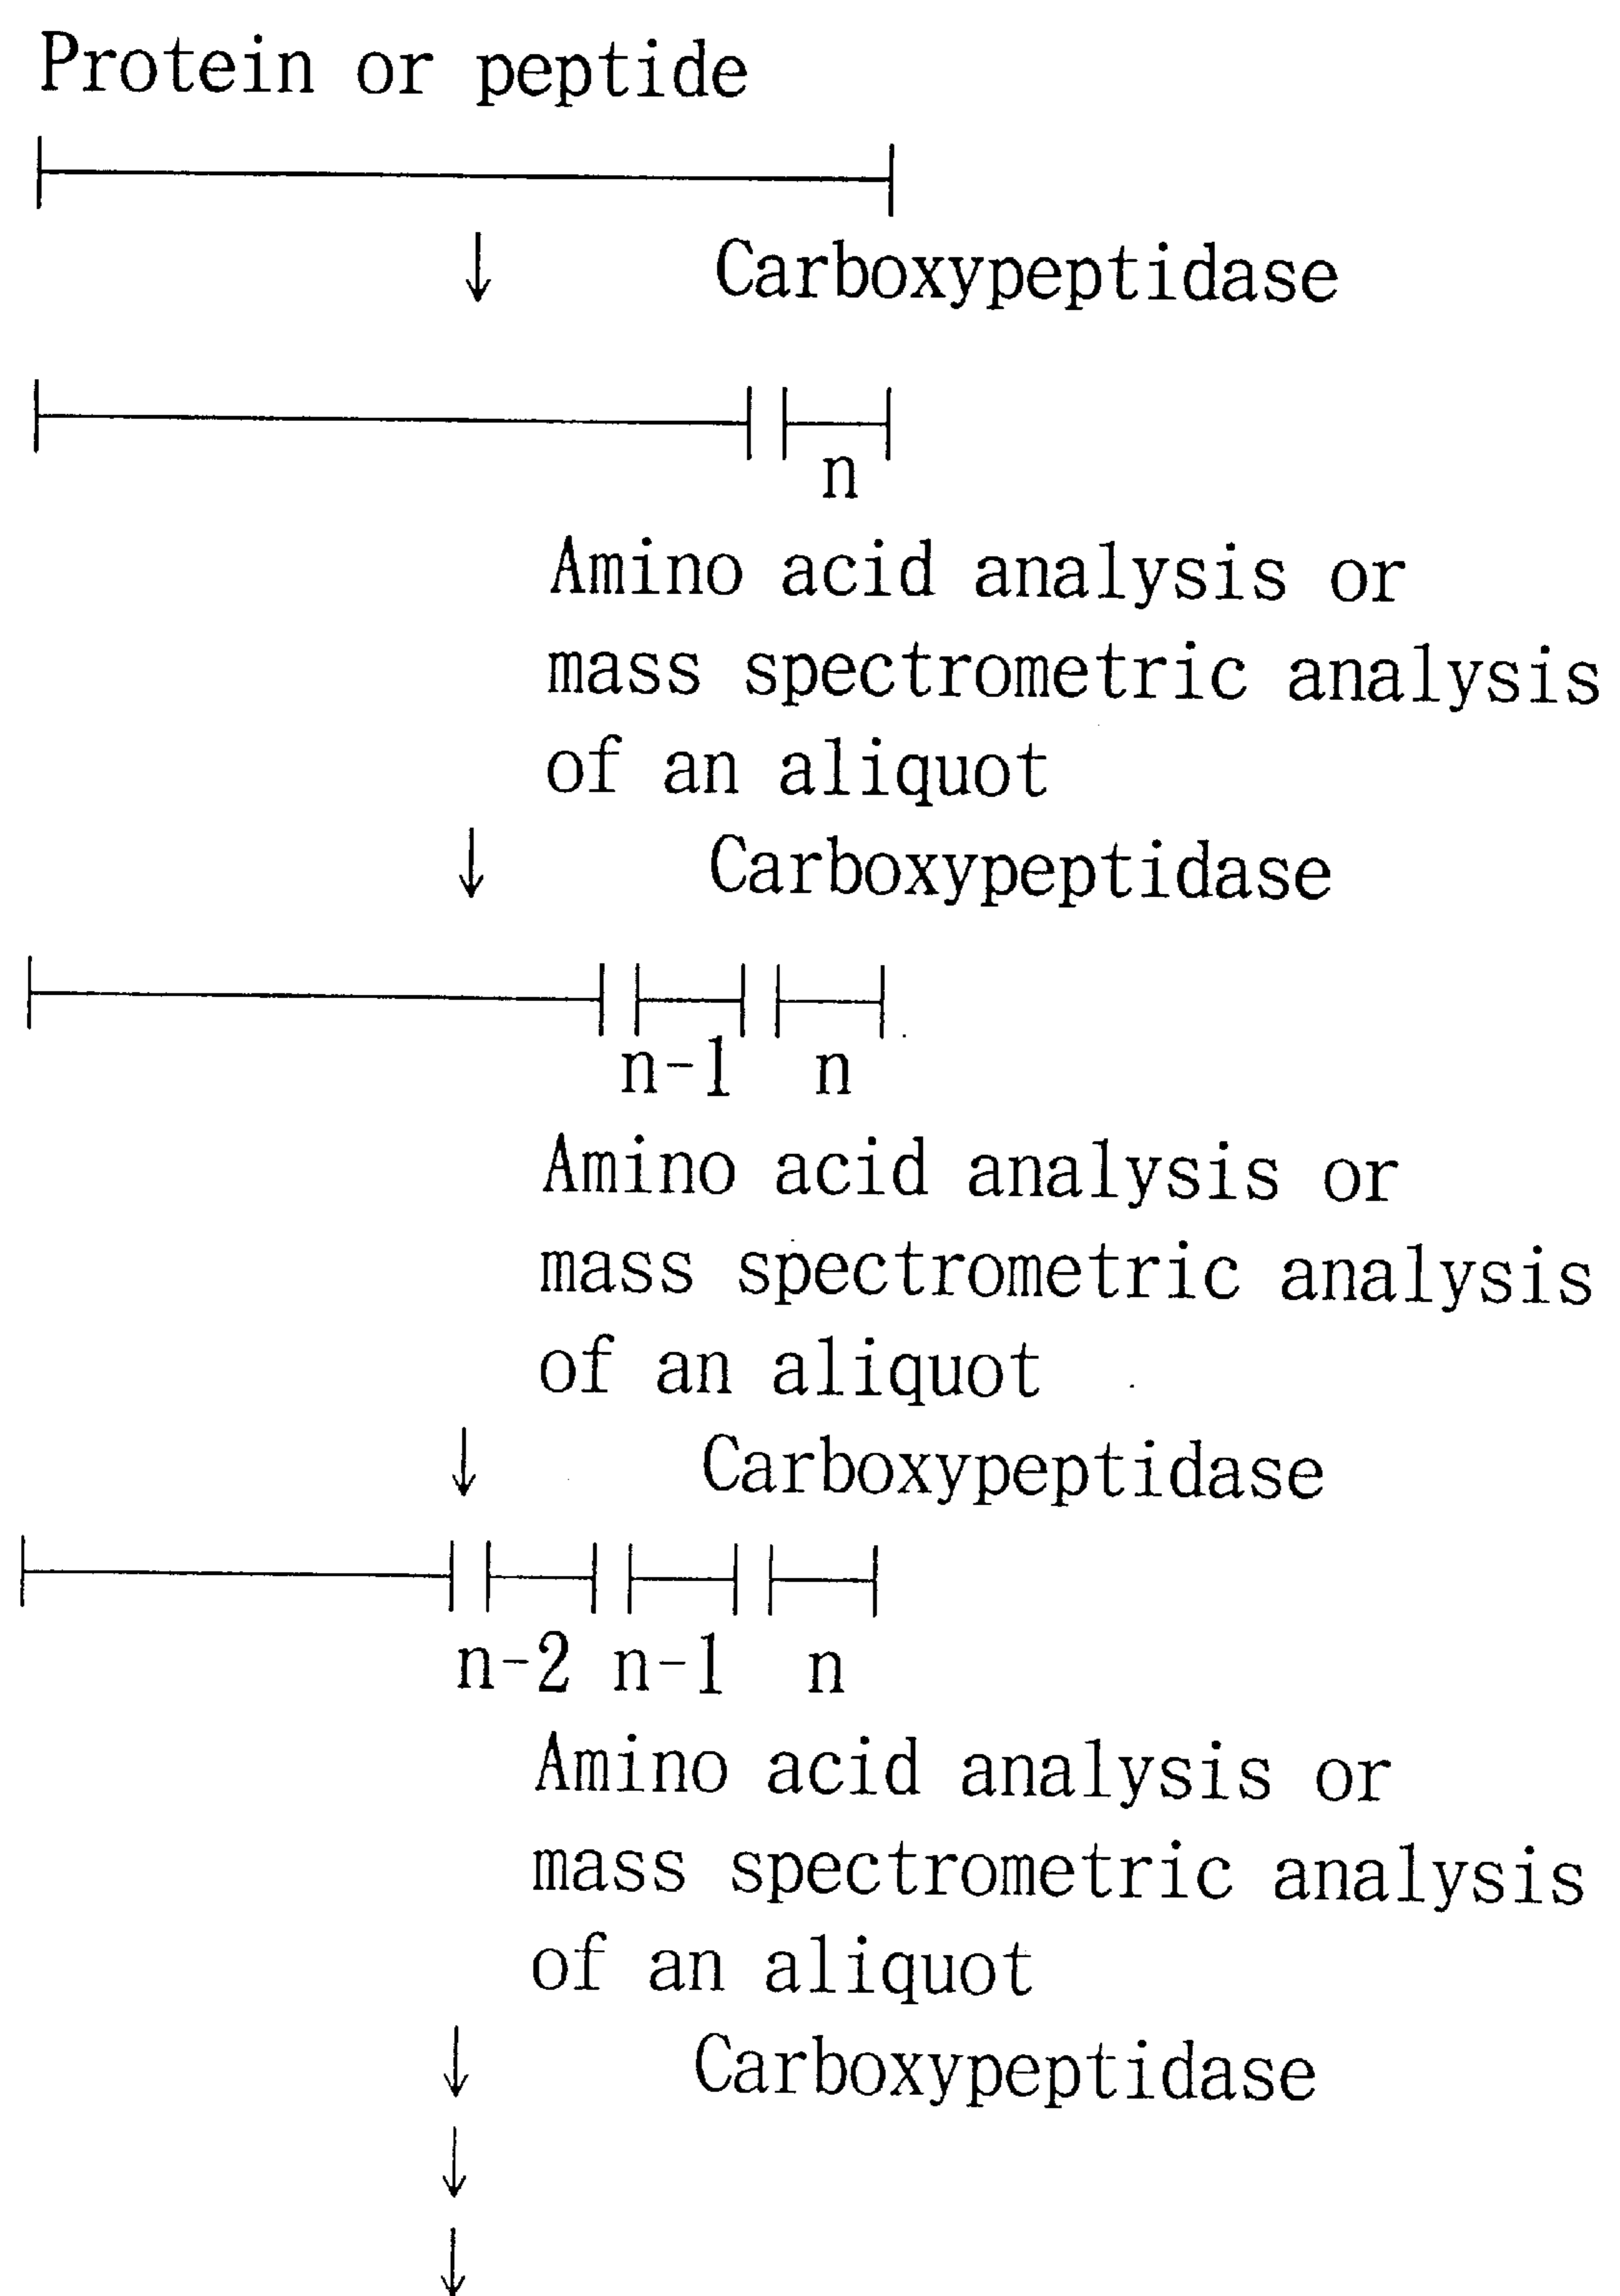 Protein or peptide
Carboxypeptidase
n
Amino acid analysis or
mass spectrometric analysis
of an aliquot
Carboxypeptidase
n-1 n
Amino acid analysis or
mass spectrometric analysis
of an aliquot
Carboxypeptidase
n-2 n-1 n
Amino acid analysis or
mass spectrometric analysis
of an aliquot
Carboxypeptidase